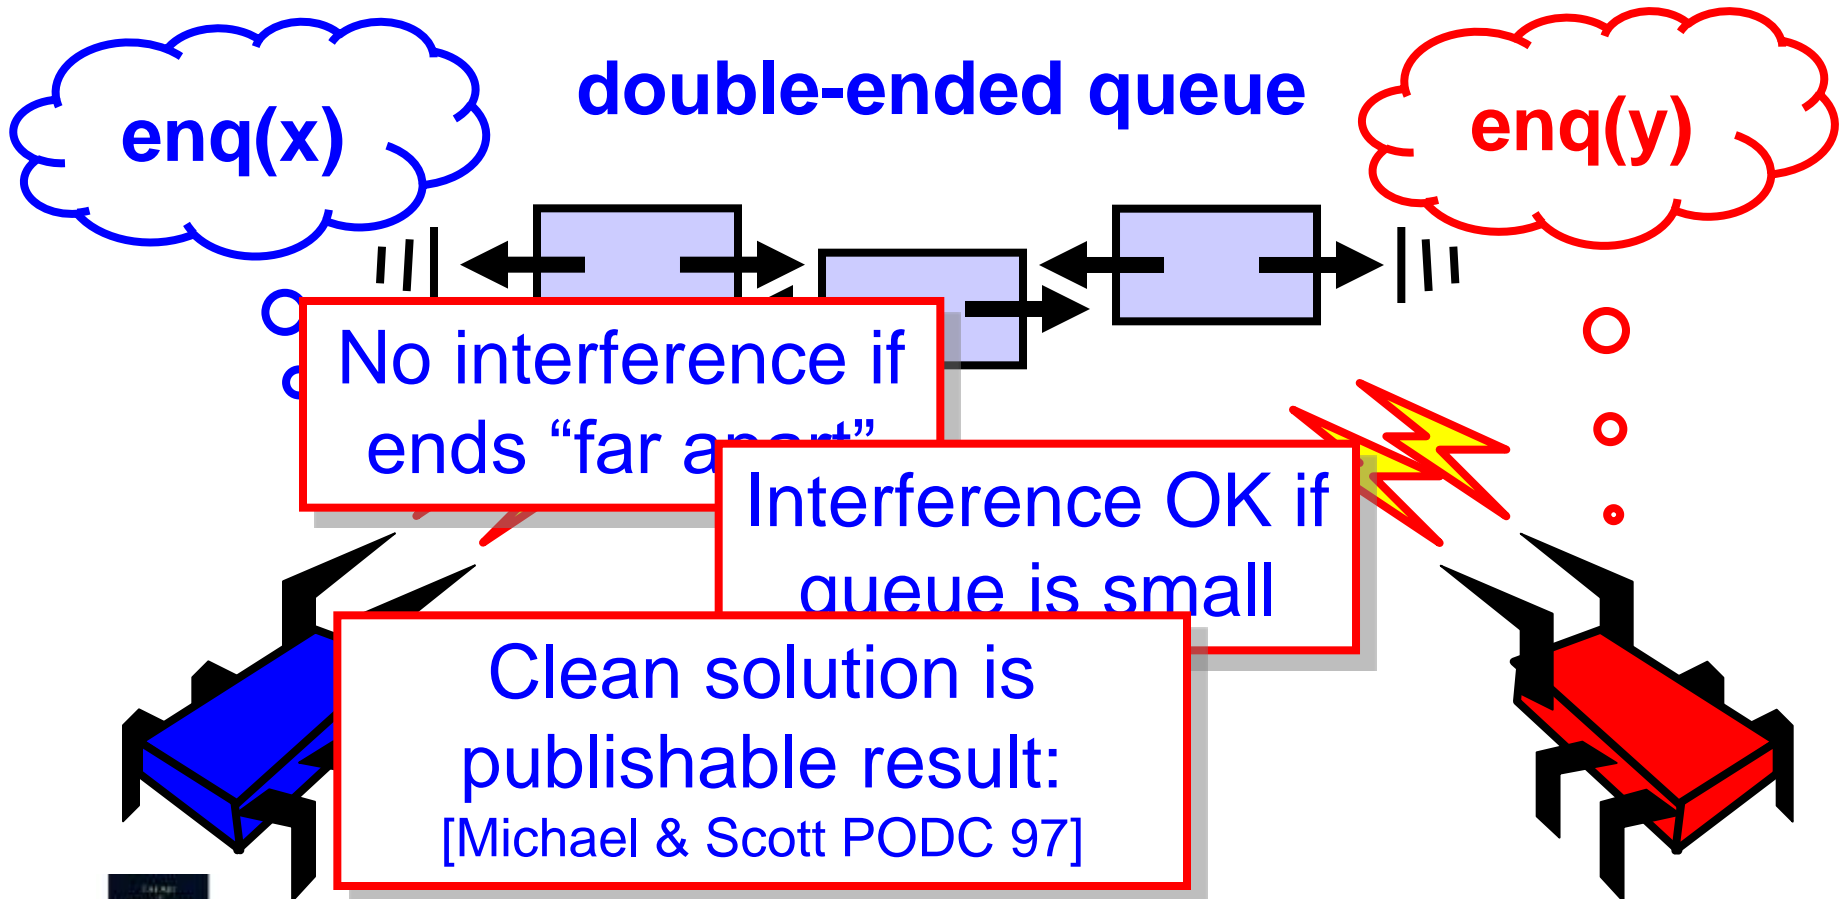 double-ended queue
enq(x)
enq(y)
No interference if
ends “far apart”
Interference OK if
queue is small
Clean solution is
publishable result:
[Michael & Scott PODC 97]